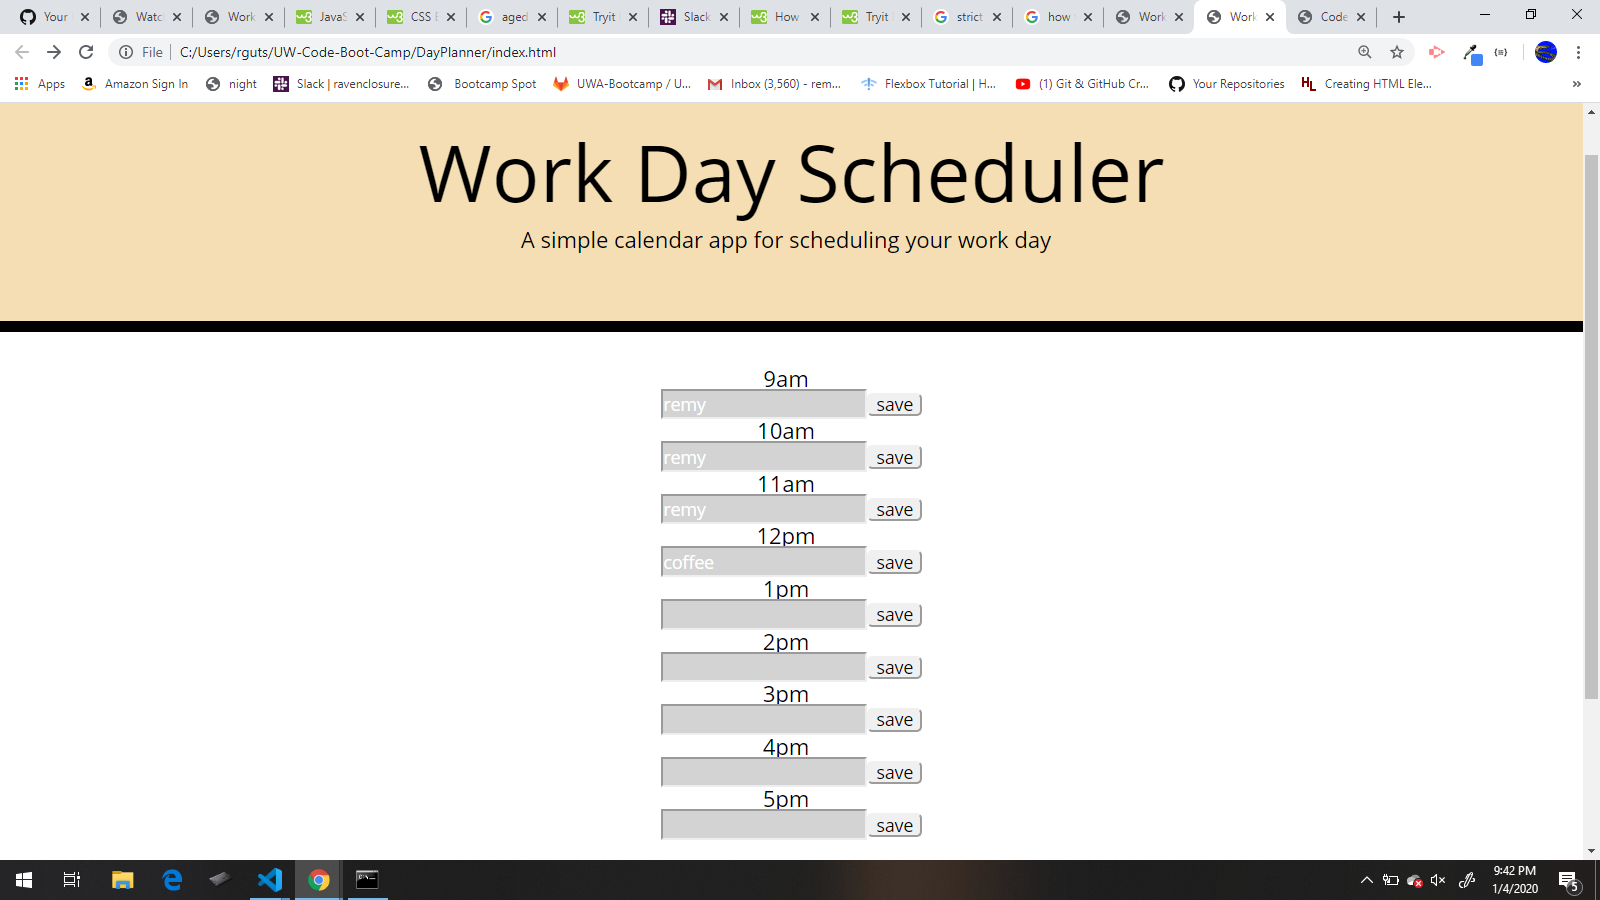 Your
Watc
Work
JavaS
CSS E
aged
Tryit
Slack
How
Tryit
strict
how
Work
Work
Code
File
C:/Users/rguts/UW-Code-Boot-Camp/DayPlanner/index.html
Apps
Amazon Sign In
night
Slack | ravenclosure...
Bootcamp Spot
UWA-Bootcamp / U...
Inbox (3,560) - rem...
Flexbox Tutorial | H...
(1) Git & GitHub Cr...
Your Repositories
Creating HTML Ele...
Work Day Scheduler
A simple calendar app for scheduling your work day
9am
remy save
10am
remy save
11am
remy save
12pm
coffee save
1pm
save
2pm
save
3pm
save
4pm
save
5pm
save
9:42 PM
1/4/2020
5